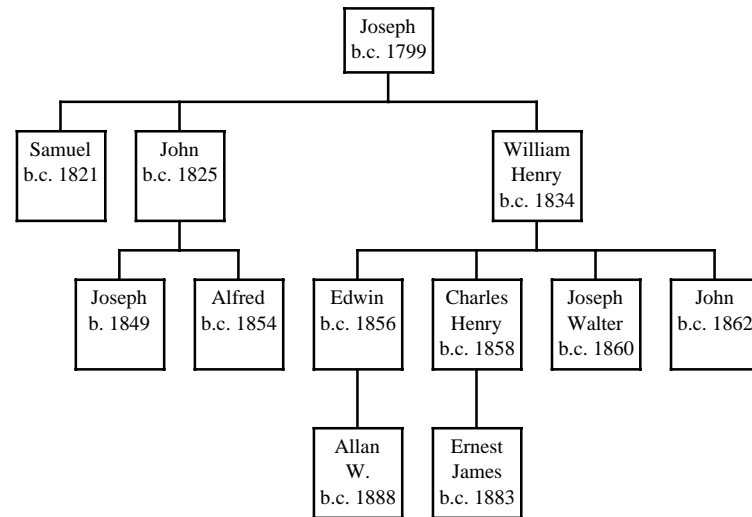 Joseph
b.c. 1799
Samuel
b.c. 1821
John
b.c. 1825
William
Henry
b.c. 1834
Joseph
b. 1849
Alfred
b.c. 1854
Edwin
b.c. 1856
Charles
Henry
b.c. 1858
Joseph
Walter
b.c. 1860
John
b.c. 1862
Allan
W.
b.c. 1888
Ernest
James
b.c. 1883